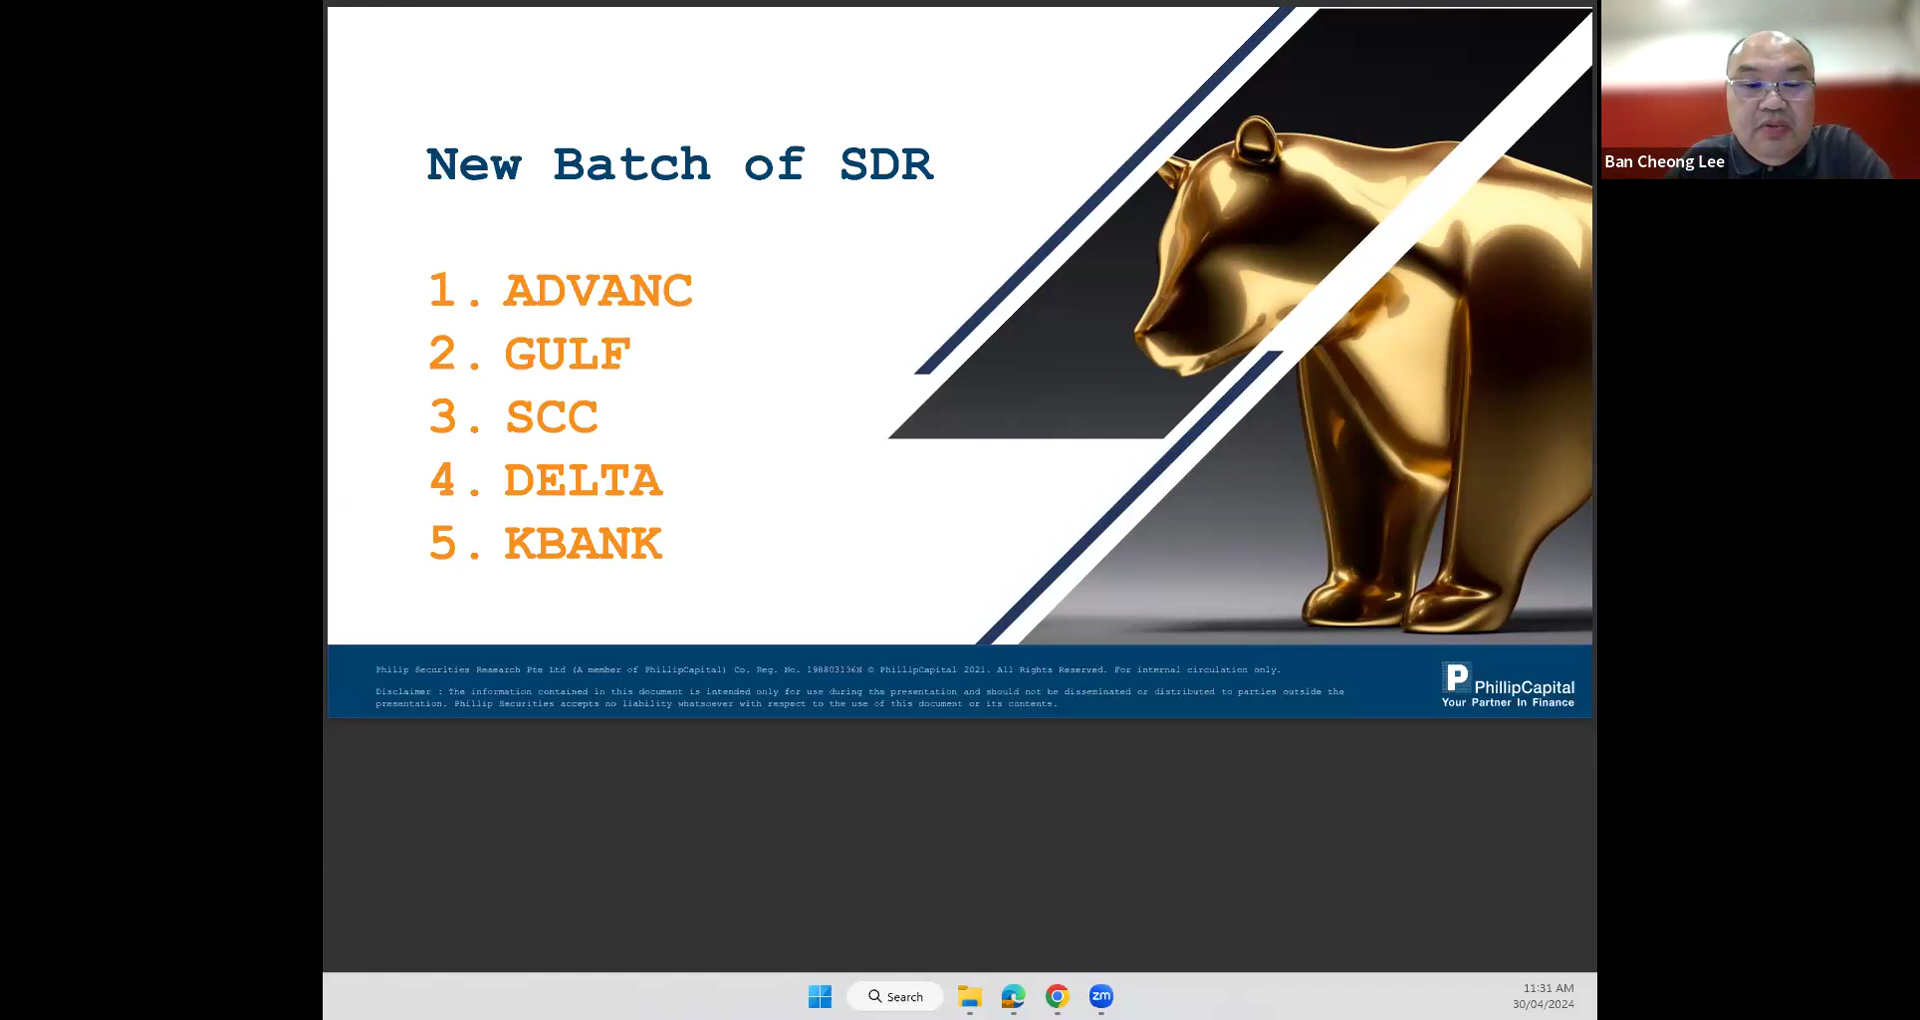 New Batch of SDR
1. ADVANC
2. GULF
3. SCC
4. DELTA
5. KBANK
Philip Securities Research Pte Ltd (A member of PhillipCapital) Co. Reg. No. 198803136N © PhillipCapital 2021. All Rights Reserved. For internal circulation only.
Disclaimer : The information contained in this document is intended only for use during the presentation and should not be disseminated or distributed to parties outside the
presentation. Phillip Securities accepts no liability whatsoever with respect to the use of this document or its contents.
P PhillipCapital
Your Partner In Finance
Ban Cheong Lee
Search
zm
11:31 AM
30/04/2024